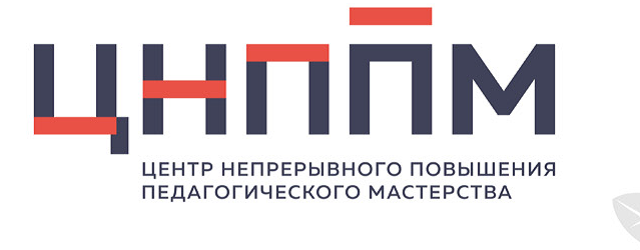 ЦНППМ
ЦЕНТР НЕПРЕРЫВНОГО ПОВЫШЕНИЯ
ПЕДАГОГИЧЕСКОГО МАСТЕРСТВА